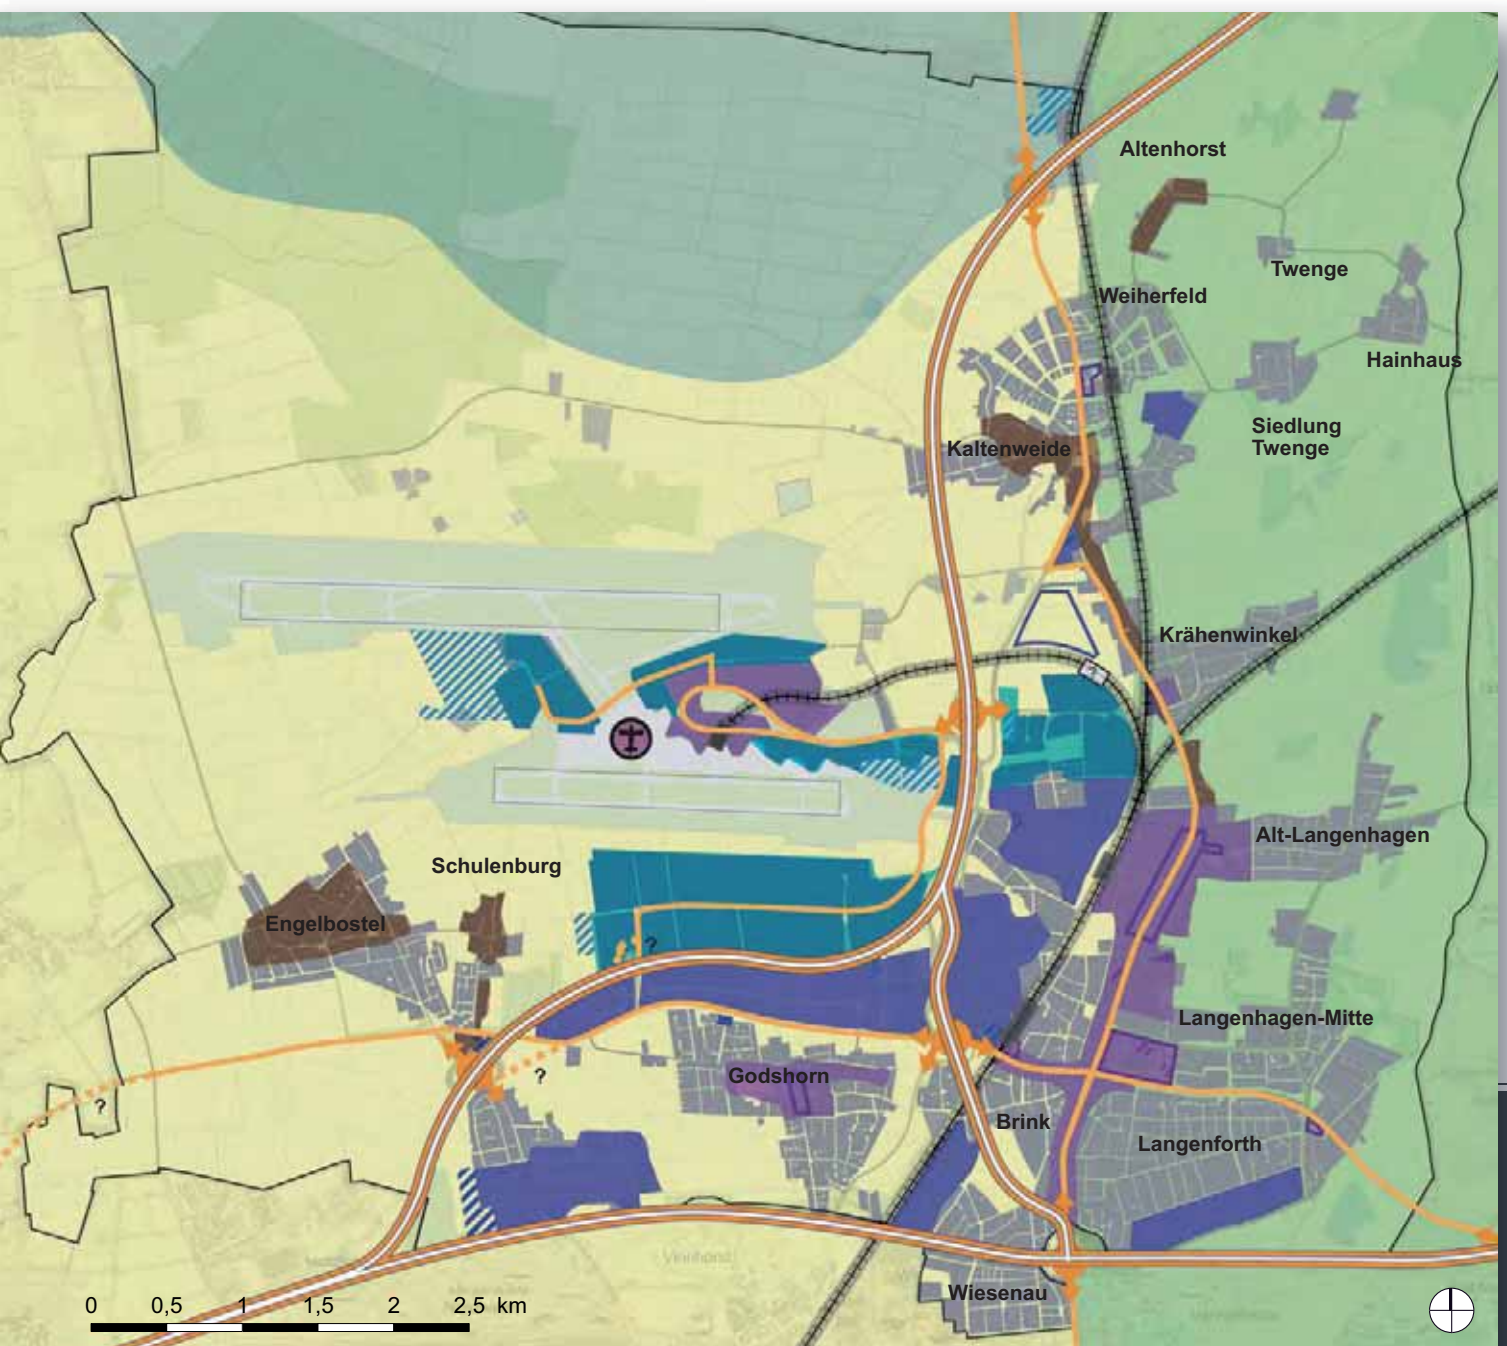 Altenhorst
Twenge
Weiherfeld
Hainhaus
Siedlung
Twenge
Kaltenweide
Krähenwinkel
Alt-Langenhagen
Schulenburg
Engelbostel
?
Langenhagen-Mitte
?
Godshorn
?
Brink
Langenforth
Vinnhorst
Wiesenau
0 0,5 1 1,5 2 2,5 km